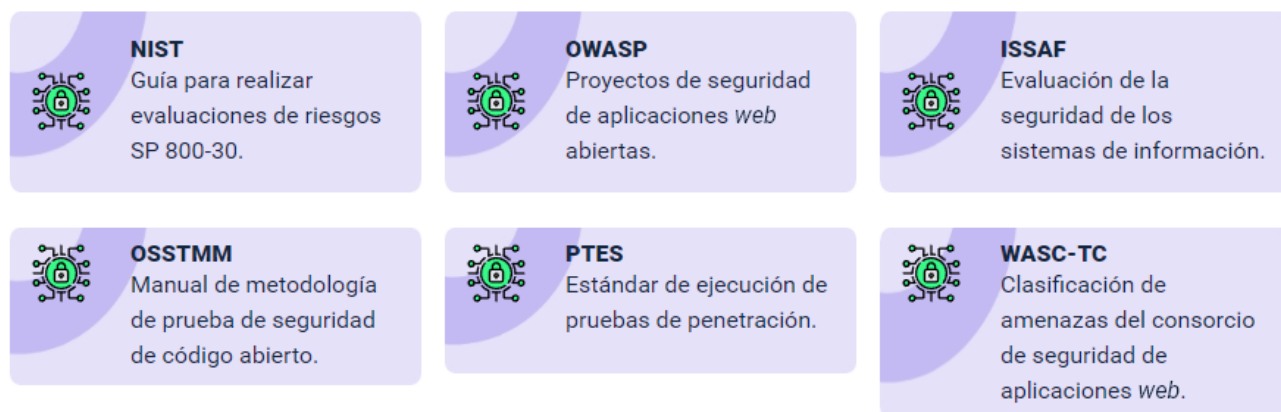 NIST
Guía para realizar
evaluaciones de riesgos
SP 800-30.
OWASP
Proyectos de seguridad
de aplicaciones web
abiertas.
ISSAF
Evaluación de la
seguridad de los
sistemas de información.
OSSTMM
Manual de metodología
de prueba de seguridad
de código abierto.
PTES
Estándar de ejecución de
pruebas de penetración.
WASC-TC
Clasificación de
amenazas del consorcio
de seguridad de
aplicaciones web.